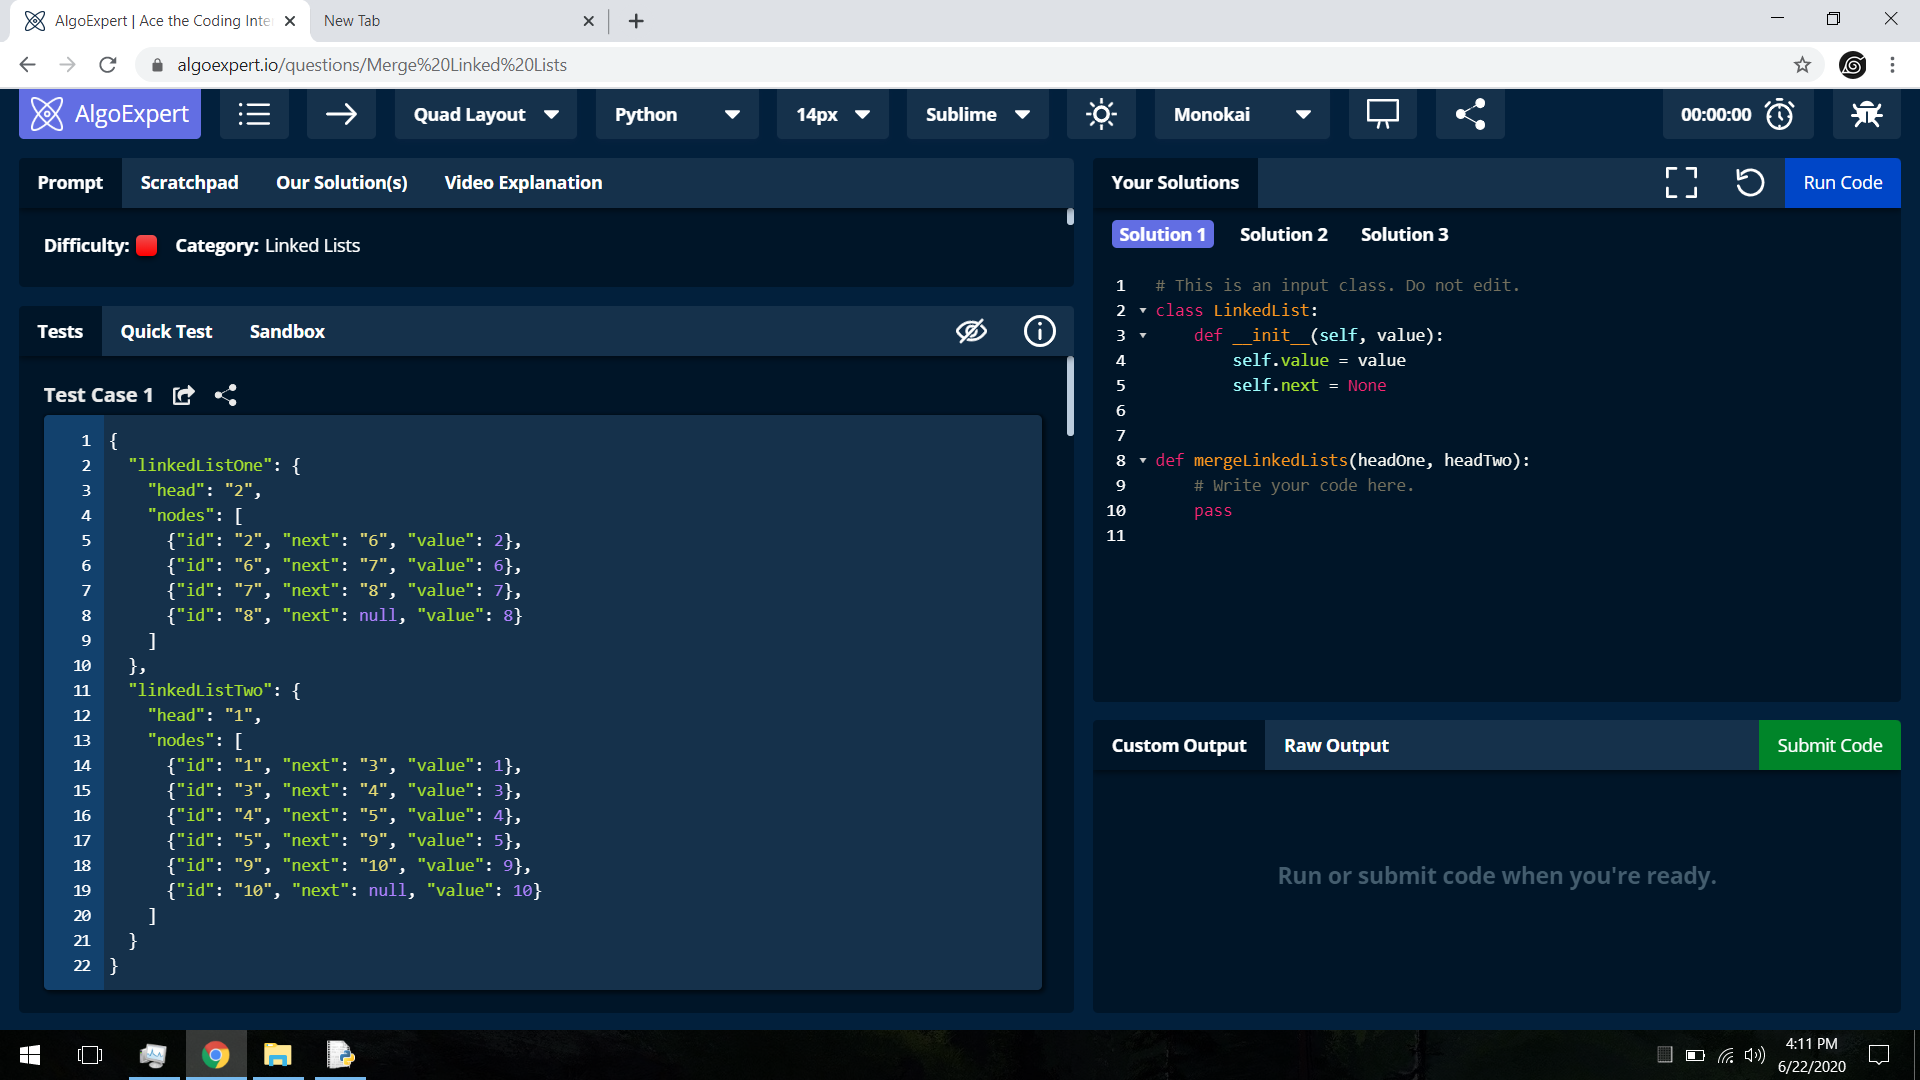 AlgoExpert | Ace the Coding Inte
New Tab
algoexpert.io/questions/Merge%20Linked%20Lists
AlgoExpert
Quad Layout
Python
14px
Sublime
Monokai
00:00:00
Prompt
Scratchpad
Our Solution(s)
Video Explanation
Difficulty: Category: Linked Lists
Tests
Quick Test
Sandbox
Test Case 1
1 {
2 "linkedListOne": {
3 "head": "2",
4 "nodes": [
5 {"id": "2", "next": "6", "value": 2},
6 {"id": "6", "next": "7", "value": 6},
7 {"id": "7", "next": "8", "value": 7},
8 {"id": "8", "next": null, "value": 8}
9 ]
10 },
11 "linkedListTwo": {
12 "head": "1",
13 "nodes": [
14 {"id": "1", "next": "3", "value": 1},
15 {"id": "3", "next": "4", "value": 3},
16 {"id": "4", "next": "5", "value": 4},
17 {"id": "5", "next": "9", "value": 5},
18 {"id": "9", "next": "10", "value": 9},
19 {"id": "10", "next": null, "value": 10}
20 ]
21 }
22 }
Your Solutions
Run Code
Solution 1
Solution 2
Solution 3
1 # This is an input class. Do not edit.
2 class LinkedList:
3 def __init__(self, value):
4 self.value = value
5 self.next = None
6
7
8 def mergeLinkedLists(headOne, headTwo):
9 # Write your code here.
10 pass
11
Custom Output
Raw Output
Submit Code
Run or submit code when you're ready.
4:11 PM
6/22/2020